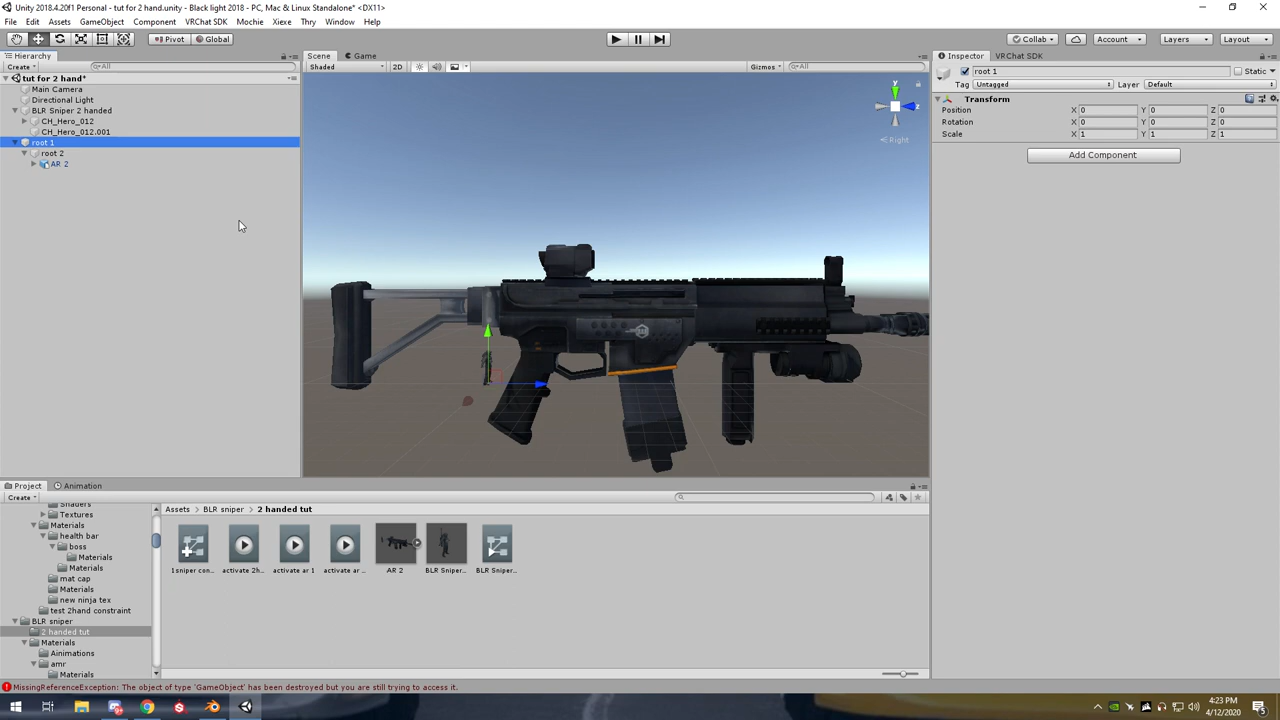 Unity 2018.4.20f1 Personal - tut for 2 hand.unity* - Black light 2018 - PC, Mac & Linux Standalone* <DX11>
File Edit Assets GameObject Component VRChat SDK Mochie Xiexe Thry Window Help
Pivot Global Collab Account Layers Layout
Hierarchy
Create All
tut for 2 hand*
Main Camera
Directional Light
BLR Sniper 2 handed
CH_Hero_012
CH_Hero_012.001
root 1
root 2
AR 2
Scene Game
Shaded 2D Gizmos All
y
z
Right
Inspector VRChat SDK
root 1 Static
Tag Untagged Layer Default
Transform
Position X 0 Y 0 Z 0
Rotation X 0 Y 0 Z 0
Scale X 1 Y 1 Z 1
Add Component
Project Animation
Create
Shaders
Textures
Materials
health bar
boss
Materials
Materials
mat cap
Materials
new ninja tex
test 2hand constraint
BLR sniper
2 handed tut
Materials
Ainimations
amr
Materials
Assets > BLR sniper > 2 handed tut
1sniper con... activate 2h... activate ar 1 activate ar ... AR 2 BLR Sniper... BLR Sniper...
MissingReferenceException: The object of type 'GameObject' has been destroyed but you are still trying to access it.
4:23 PM
4/12/2020
5